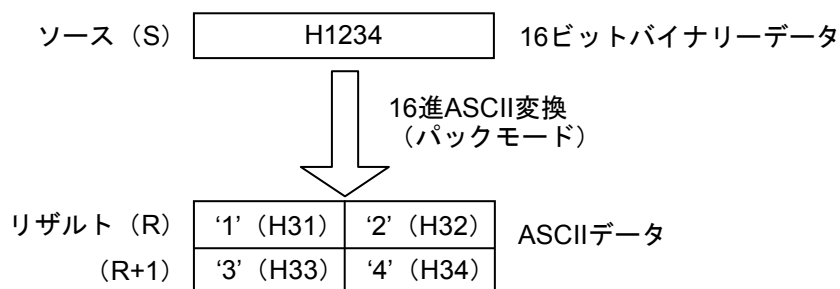 ソース（S） H1234 16ビットバイナリーデータ
16進ASCII変換
（パックモード）
リザルト（R） ‘1’（H31） ‘2’（H32） ASCIIデータ
（R+1） ‘3’（H33） ‘4’（H34）